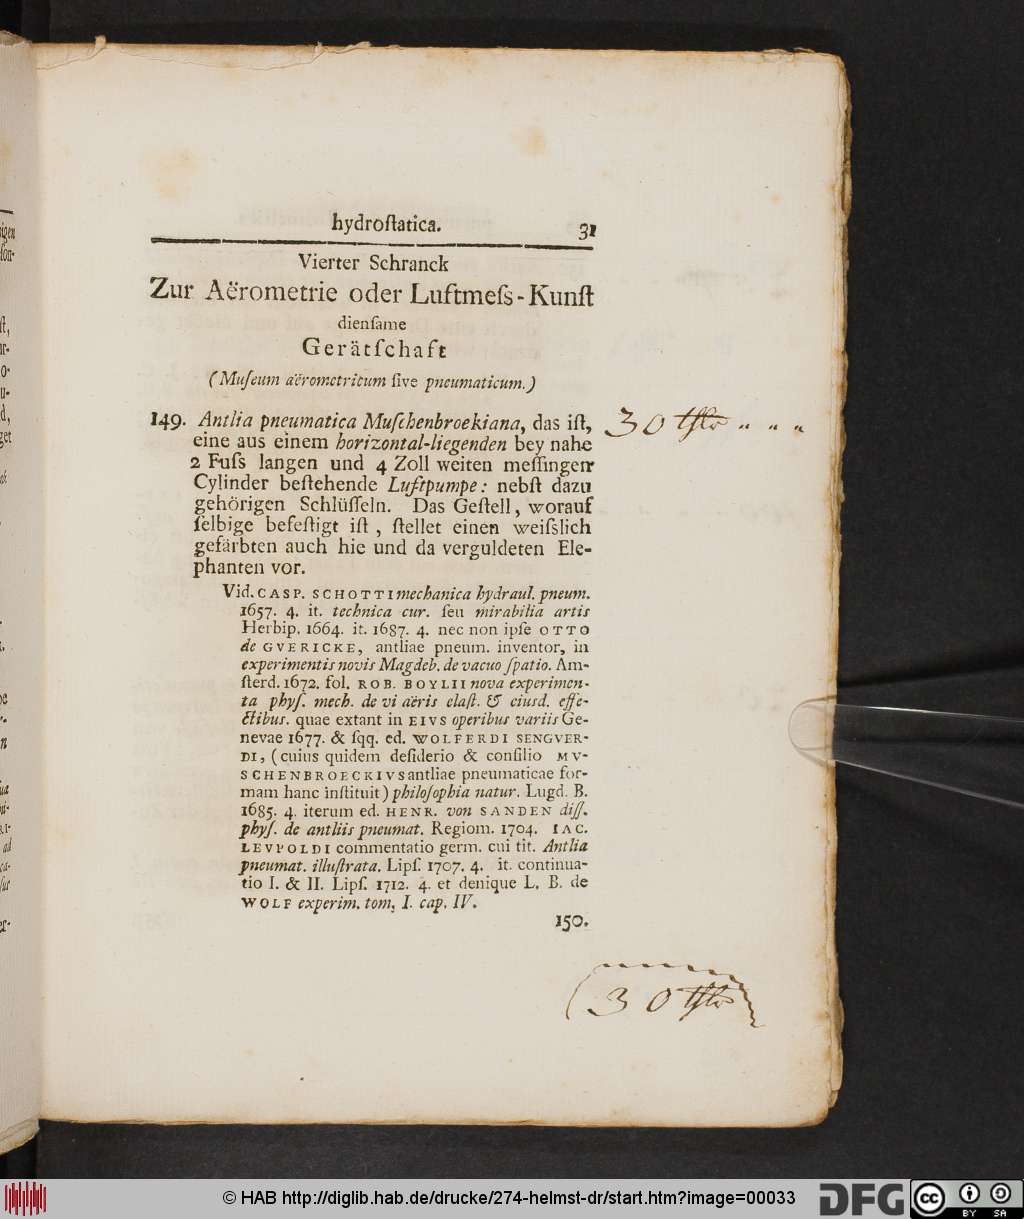 hydroſtatica. 31
Vierter Schranck
Zur Aërometrie oder Luftmeſs-Kunſt
dienſame
Gerätſchaft
(Muſeum aërometricum ſive pneumaticum.)
149. Antlia pneumatica Muſchenbroekiana, das iſt,
30 thlr " " "
eine aus einem horizontal-liegenden bey nahe
2 Fuſs langen und 4 Zoll weiten meſſingen
Cylinder beſtehende Luftpumpe: nebſt dazu
gehörigen Schlüſſeln. Das Geſtell, worauf
ſelbige befeſtigt iſt, ſtellet einen weiſslich
gefärbten auch hie und da verguldeten Ele-
phanten vor.
Vid. CASP. SCHOTTI mechanica hydraul. pneum.
1657. 4. it. technica cur. ſeu mirabilia artis
Herbip. 1664. it. 1687. 4. nec non ipſe OTTO
de GVERICKE, antliae pneum. inventor, in
experimentis novis Magdeb. de vacuo ſpatio. Am-
ſterd. 1672. fol. ROB. BOYLII nova experimen-
ta phyſ. mech. de vi aëris elaſt. & eiusd. effe-
ctibus. quae extant in EIVS operibus variis Ge-
nevae 1677. & ſqq. ed. WOLFERDI SENGVER-
DI, (cuius quidem deſiderio & conſilio MV-
SCHENBROECKIVS antliae pneumaticae for-
mam hanc inſtituit) philoſophia natur. Lugd. B.
1685. 4. iterum ed. HENR. von SANDEN diſſ.
phyſ. de antliis pneumat. Regiom. 1704. IAC.
LEVPOLDI commentatio germ. cui tit. Antlia
pneumat. illuſtrata. Lipſ. 1707. 4. it. continua-
tio I. & II. Lipſ. 1712. 4. et denique L. B. de
WOLF experim. tom. I. cap. IV.
150.
30 thlr
© HAB http://diglib.hab.de/drucke/274-helmst-dr/start.htm?image=00033
DFG
cc BY SA